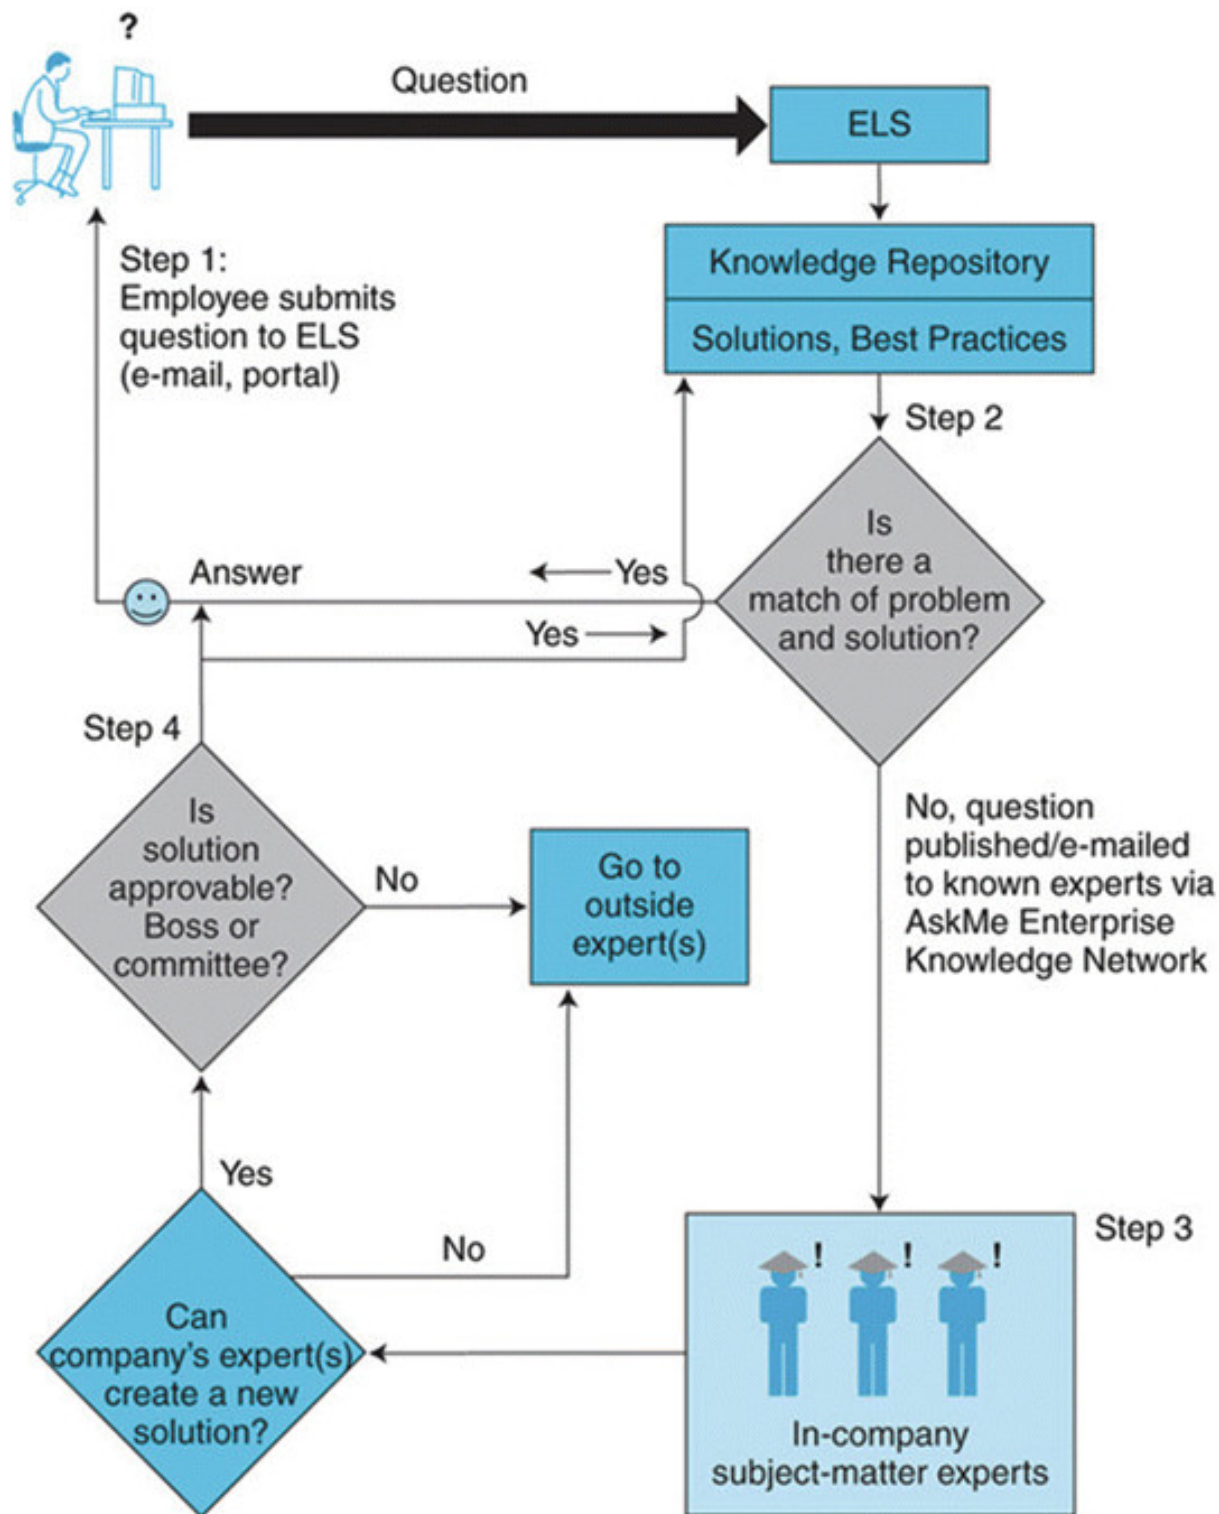 ?
Question
ELS
Knowledge Repository
Solutions, Best Practices
Step 1:
Employee submits
question to ELS
(e-mail, portal)
Step 2
Is
there a
match of problem
and solution?
Answer
Yes
Yes
Step 4
Is
solution
approvable?
Boss or
committee?
No
Go to
outside
expert(s)
No, question
published/e-mailed
to known experts via
AskMe Enterprise
Knowledge Network
Yes
No
Can
company's expert(s)
create a new
solution?
Step 3
! ! !
In-company
subject-matter experts